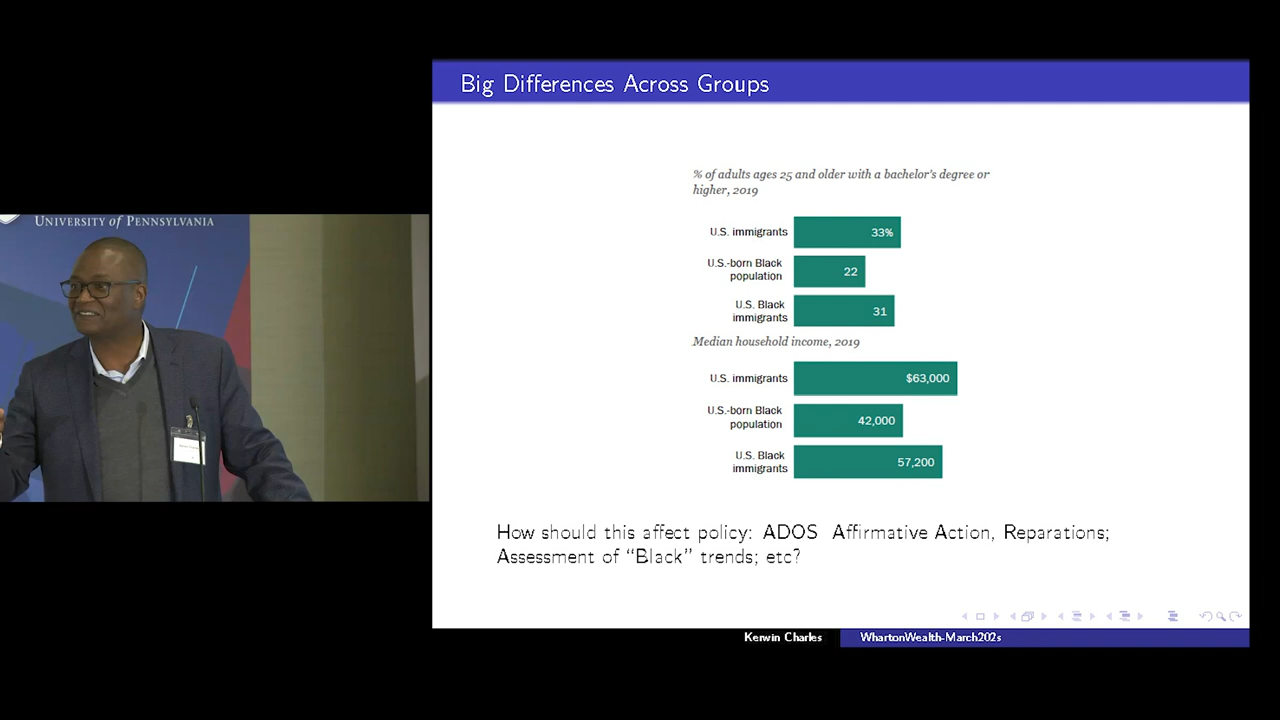 UNIVERSITY of PENNSYLVANIA
Big Differences Across Groups
% of adults ages 25 and older with a bachelor's degree or
higher, 2019
U.S. immigrants 33%
U.S.-born Black
population 22
U.S. Black
immigrants 31
Median household income, 2019
U.S. immigrants $63,000
U.S.-born Black
population 42,000
U.S. Black
immigrants 57,200
How should this affect policy: ADOS Affirmative Action, Reparations;
Assessment of “Black” trends; etc?
Kerwin Charles WhartonWealth-March202s